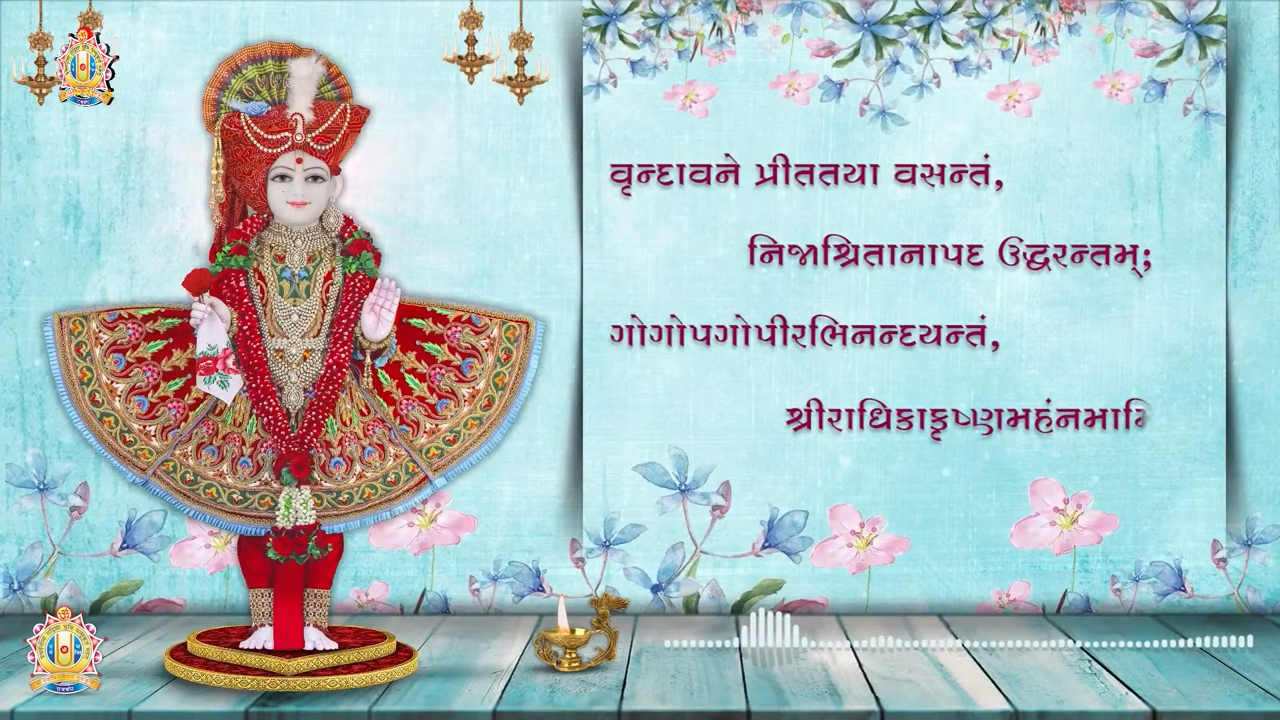 વૃન્દાવને પ્રીતતયા વસન્તં,
નિજાશ્રિતાનાપદ ઉદ્ધરન્તમ્;
ગોગોપગોપીરભિનન્દયન્તં,
શ્રીરાધિકાકૃષ્ણમહંનમા